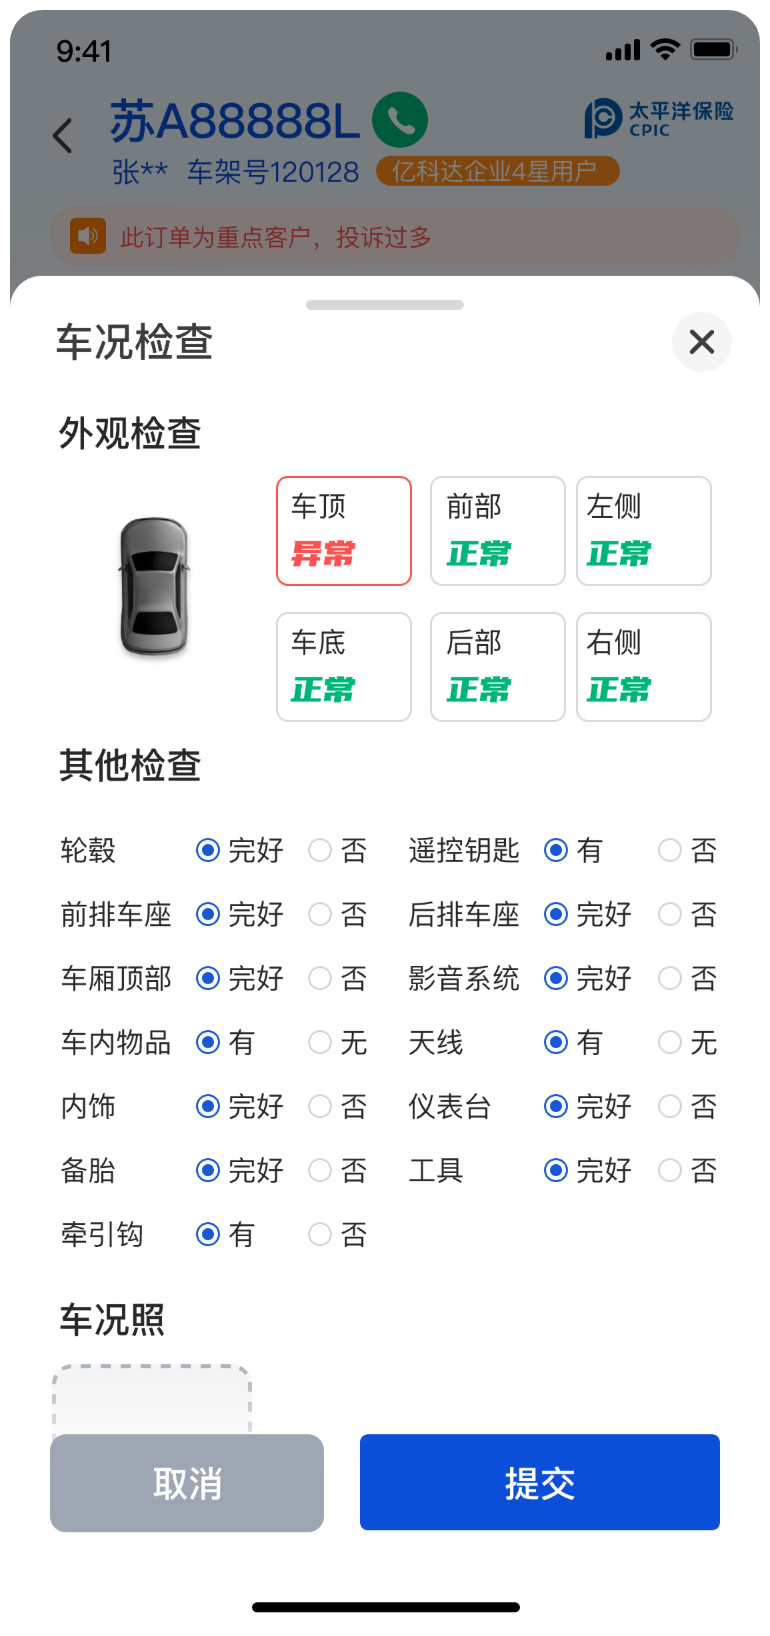 9:41
苏A88888L
太平洋保险
CPIC
张** 车架号120128 亿科达企业4星用户
此订单为重点客户，投诉过多
车况检查
外观检查
车顶 前部 左侧
异常 正常 正常
车底 后部 右侧
正常 正常 正常
其他检查
轮毂 完好 否 遥控钥匙 有 否
前排车座 完好 否 后排车座 完好 否
车厢顶部 完好 否 影音系统 完好 否
车内物品 有 无 天线 有 无
内饰 完好 否 仪表台 完好 否
备胎 完好 否 工具 完好 否
牵引钩 有 否
车况照
取消 提交